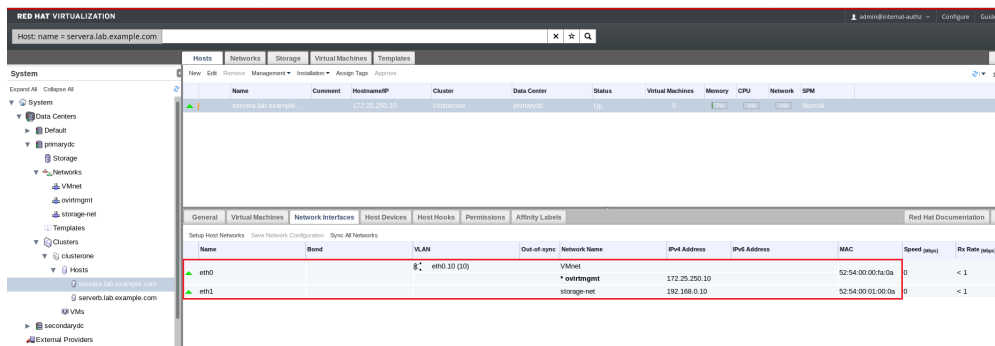 RED HAT VIRTUALIZATION admin@internal-authz Configure Guide
Host: name = servera.lab.example.com
Hosts Networks Storage Virtual Machines Templates
System
New Edit Remove Management Installation Assign Tags Approve
Expand All Collapse All
Name Comment Hostname/IP Cluster Data Center Status Virtual Machines Memory CPU Network SPM
servera.lab.example.... 172.25.250.10 clusterone primarydc Up 0 7% 0% 0% Normal
System
Data Centers
Default
primarydc
Storage
Networks
VMnet
ovirtmgmt
storage-net
Templates
Clusters
clusterone
Hosts
servera.lab.example.com
serverb.lab.example.com
VMs
secondarydc
External Providers
General Virtual Machines Network Interfaces Host Devices Host Hooks Permissions Affinity Labels Red Hat Documentation
Setup Host Networks Save Network Configuration Sync All Networks
Name Bond VLAN Out-of-sync Network Name IPv4 Address IPv6 Address MAC Speed (Mbps) Rx Rate (Mbps)
eth0 eth0.10 (10) VMnet 52:54:00:00:fa:0a 0 < 1
* ovirtmgmt 172.25.250.10
eth1 storage-net 192.168.0.10 52:54:00:01:00:0a 0 < 1